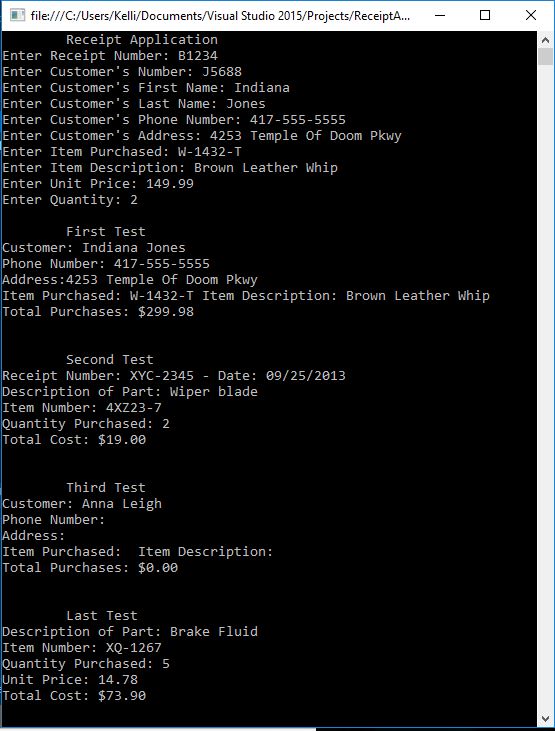 file:///C:/Users/Kelli/Documents/Visual Studio 2015/Projects/ReceiptA...
Receipt Application
Enter Receipt Number: B1234
Enter Customer's Number: J5688
Enter Customer's First Name: Indiana
Enter Customer's Last Name: Jones
Enter Customer's Phone Number: 417-555-5555
Enter Customer's Address: 4253 Temple Of Doom Pkwy
Enter Item Purchased: W-1432-T
Enter Item Description: Brown Leather Whip
Enter Unit Price: 149.99
Enter Quantity: 2
First Test
Customer: Indiana Jones
Phone Number: 417-555-5555
Address:4253 Temple Of Doom Pkwy
Item Purchased: W-1432-T Item Description: Brown Leather Whip
Total Purchases: $299.98
Second Test
Receipt Number: XYC-2345 - Date: 09/25/2013
Description of Part: Wiper blade
Item Number: 4XZ23-7
Quantity Purchased: 2
Total Cost: $19.00
Third Test
Customer: Anna Leigh
Phone Number:
Address:
Item Purchased:  Item Description:
Total Purchases: $0.00
Last Test
Description of Part: Brake Fluid
Item Number: XQ-1267
Quantity Purchased: 5
Unit Price: 14.78
Total Cost: $73.90